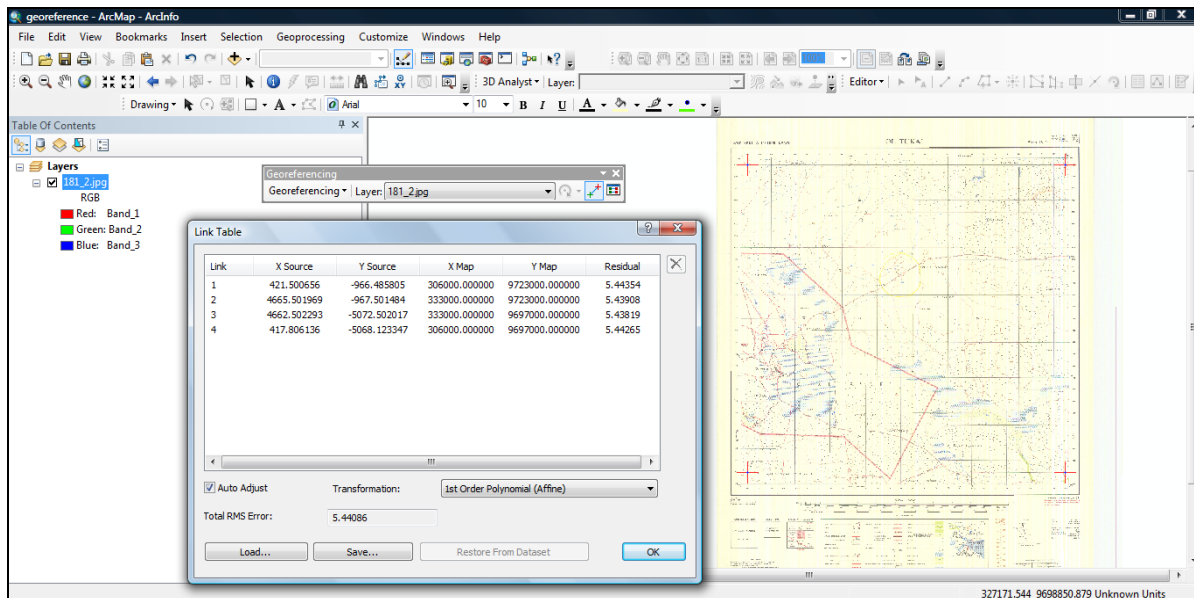 georeference - ArcMap - ArcInfo
File Edit View Bookmarks Insert Selection Geoprocessing Customize Windows Help
3D Analyst Layer: Editor
Drawing Arial 10 B I U A
Table Of Contents
Layers
181_2.jpg
RGB
Red: Band_1
Green: Band_2
Blue: Band_3
Georeferencing
Georeferencing Layer: 181_2.jpg
Link Table
Link X Source Y Source X Map Y Map Residual
1 421.500656 -966.485805 306000.000000 9723000.000000 5.44354
2 4665.501969 -967.501484 333000.000000 9723000.000000 5.43908
3 4662.502293 -5072.502017 333000.000000 9697000.000000 5.43819
4 417.806136 -5068.123347 306000.000000 9697000.000000 5.44265
Auto Adjust Transformation: 1st Order Polynomial (Affine)
Total RMS Error: 5.44086
Load... Save... Restore From Dataset OK
327171.544 9698850.879 Unknown Units